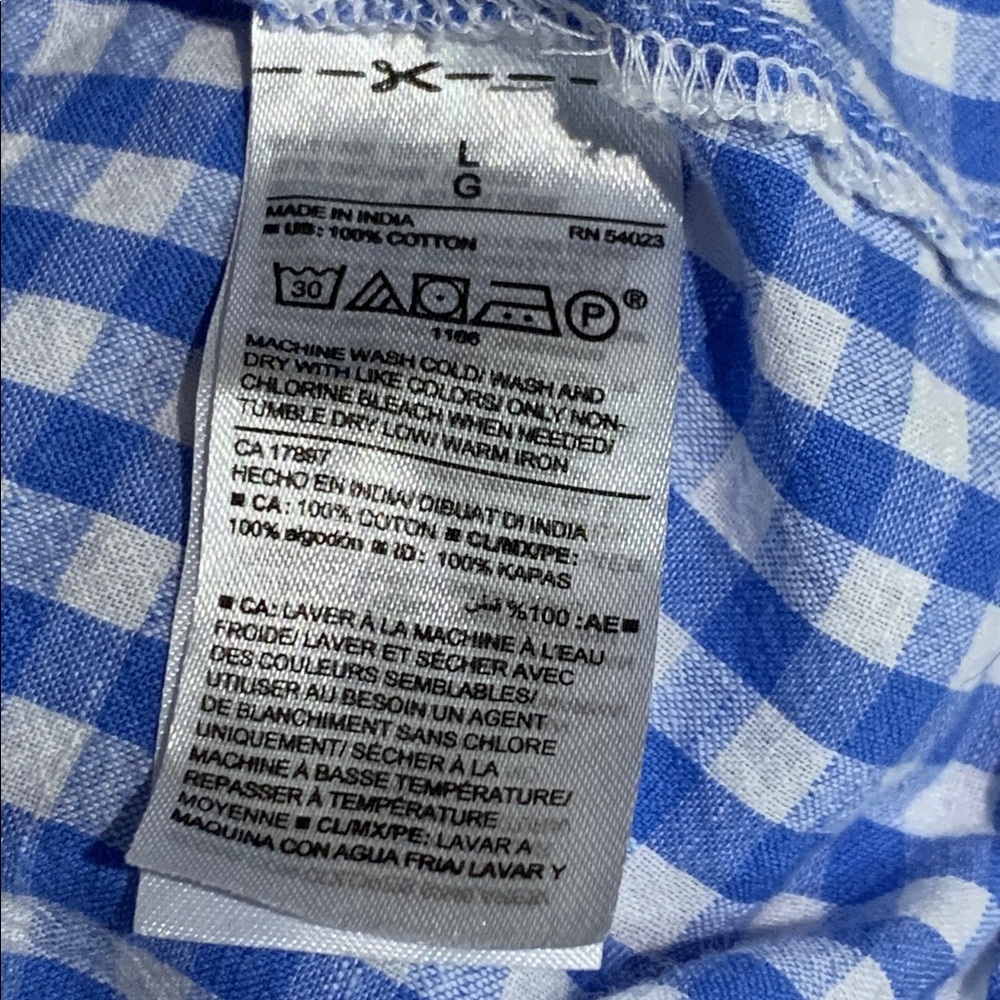 L
G
MADE IN INDIA
RN 54023
■ US: 100% COTTON
30
P ®
1166
MACHINE WASH COLD/ WASH AND
DRY WITH LIKE COLORS/ ONLY NON-
CHLORINE BLEACH WHEN NEEDED/
TUMBLE DRY LOW/ WARM IRON
CA 17897
HECHO EN INDIA/ DIBUAT DI INDIA
■ CA: 100% COTON ■ CL/MX/PE:
100% algodón ■ ID: 100% KAPAS
■AE: 100% قطن
■ CA: LAVER À LA MACHINE À L'EAU
FROIDE/ LAVER ET SÉCHER AVEC
DES COULEURS SEMBLABLES/
UTILISER AU BESOIN UN AGENT
DE BLANCHIMENT SANS CHLORE
UNIQUEMENT/ SÉCHER À LA
MACHINE À BASSE TEMPÉRATURE/
REPASSER À TEMPÉRATURE
MOYENNE ■ CL/MX/PE: LAVAR A
MAQUINA CON AGUA FRIA/ LAVAR Y